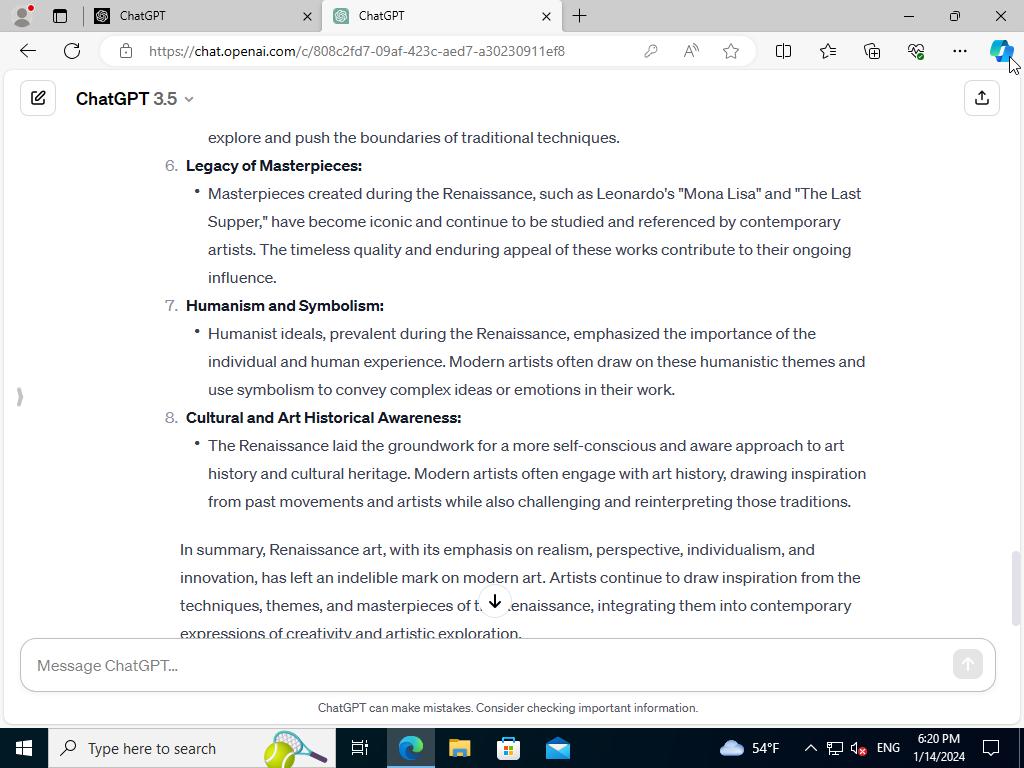 ChatGPT
ChatGPT
https://chat.openai.com/c/808c2fd7-09af-423c-aed7-a30230911ef8
ChatGPT 3.5
explore and push the boundaries of traditional techniques.
6. Legacy of Masterpieces:
• Masterpieces created during the Renaissance, such as Leonardo's "Mona Lisa" and "The Last
Supper," have become iconic and continue to be studied and referenced by contemporary
artists. The timeless quality and enduring appeal of these works contribute to their ongoing
influence.
7. Humanism and Symbolism:
• Humanist ideals, prevalent during the Renaissance, emphasized the importance of the
individual and human experience. Modern artists often draw on these humanistic themes and
use symbolism to convey complex ideas or emotions in their work.
8. Cultural and Art Historical Awareness:
• The Renaissance laid the groundwork for a more self-conscious and aware approach to art
history and cultural heritage. Modern artists often engage with art history, drawing inspiration
from past movements and artists while also challenging and reinterpreting those traditions.
In summary, Renaissance art, with its emphasis on realism, perspective, individualism, and
innovation, has left an indelible mark on modern art. Artists continue to draw inspiration from the
techniques, themes, and masterpieces of enaissance, integrating them into contemporary
expressions of creativity and artistic exploration.
Message ChatGPT...
ChatGPT can make mistakes. Consider checking important information.
Type here to search
54°F
ENG
6:20 PM
1/14/2024